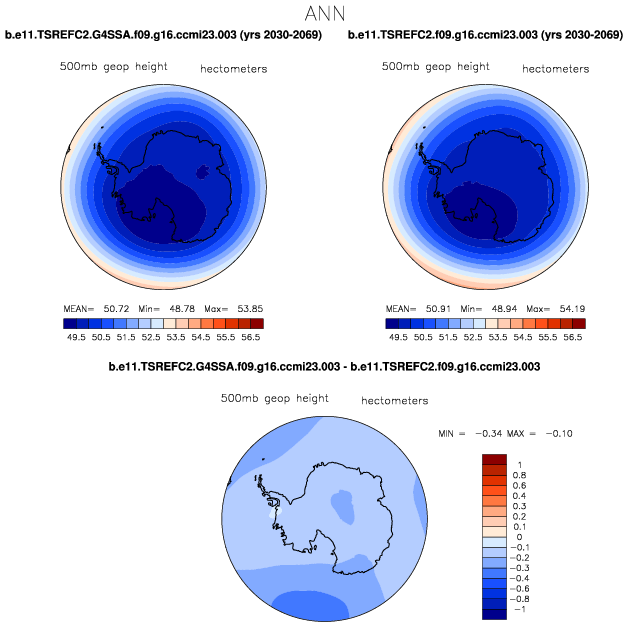 ANN
b.e11.TSREFC2.G4SSA.f09.g16.ccmi23.003 (yrs 2030-2069) b.e11.TSREFC2.f09.g16.ccmi23.003 (yrs 2030-2069)
500mb geop height hectometers 500mb geop height hectometers
MEAN= 50.72 Min= 48.78 Max= 53.85 MEAN= 50.91 Min= 48.94 Max= 54.19
49.5 50.5 51.5 52.5 53.5 54.5 55.5 56.5 49.5 50.5 51.5 52.5 53.5 54.5 55.5 56.5
b.e11.TSREFC2.G4SSA.f09.g16.ccmi23.003 - b.e11.TSREFC2.f09.g16.ccmi23.003
500mb geop height hectometers
MIN = -0.34 MAX = -0.10
1
0.8
0.6
0.4
0.3
0.2
0.1
0
-0.1
-0.2
-0.3
-0.4
-0.6
-0.8
-1